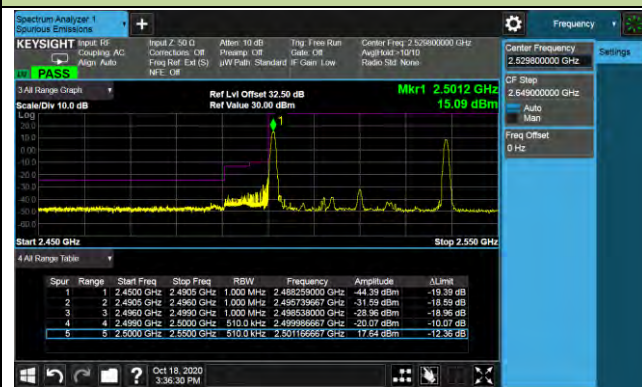 Spectrum Analyzer 1
Spurious Emissions
Frequency
KEYSIGHT Input: RF Input Z: 50 Ω Atten: 10 dB Trig: Free Run Center Freq: 2.529800000 GHz
Coupling: AC Corrections: Off Preamp: Off Gate: Off Avg|Hold:>10/10
Align: Auto Freq Ref: Ext (S) µW Path: Standard IF Gain: Low Radio Std: None
NFE: Off
PASS
Center Frequency
2.529800000 GHz
Settings
CF Step
2.649000000 GHz
Auto
Man
Freq Offset
0 Hz
3 All Range Graph
Ref Lvl Offset 32.50 dB
Mkr1 2.5012 GHz
Scale/Div 10.0 dB
Ref Value 30.00 dBm
15.09 dBm
Log
20.0
10.0
0.00
-10.0
-20.0
-30.0
-40.0
-50.0
-60.0
1
Start 2.450 GHz
Stop 2.550 GHz
4 All Range Table
Spur Range Start Freq Stop Freq RBW Frequency Amplitude ΔLimit
1 1 2.4500 GHz 2.4905 GHz 1.000 MHz 2.488259000 GHz -44.39 dBm -19.39 dB
2 2 2.4905 GHz 2.4960 GHz 1.000 MHz 2.495739667 GHz -31.59 dBm -18.59 dB
3 3 2.4960 GHz 2.4990 GHz 1.000 MHz 2.498538000 GHz -28.96 dBm -18.96 dB
4 4 2.4990 GHz 2.5000 GHz 510.0 kHz 2.499986667 GHz -20.07 dBm -10.07 dB
5 5 2.5000 GHz 2.5500 GHz 510.0 kHz 2.501166667 GHz 17.64 dBm -12.36 dB
Oct 18, 2020
3:36:30 PM